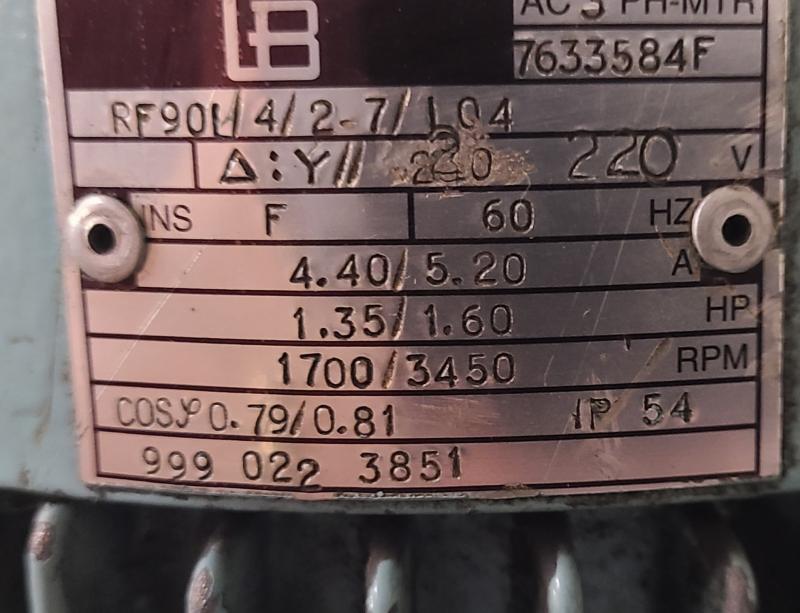 AC 3 PH-MTR
EB
7633584F
RF90L/4/2-7/L04
Δ:Y// 220 220 V
INS F 60 HZ
4.40/5.20 A
1.35/1.60 HP
1700/3450 RPM
COSφ 0.79/0.81 IP 54
999 022 3851